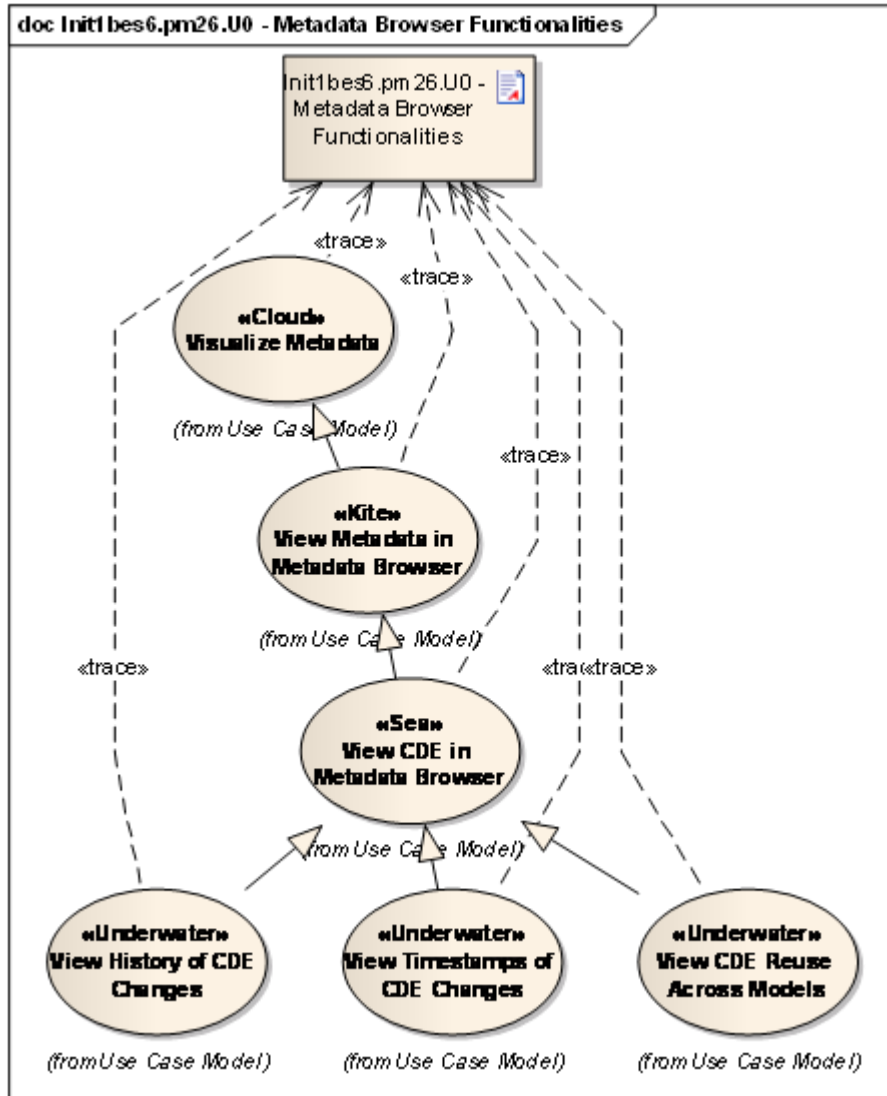 doc Init1bes6.pm26.U0 - Metadata Browser Functionalities
Init1bes6.pm26.U0 -
Metadata Browser
Functionalities
«trace»
«trace»
«Cloud»
Visualize Metadata
(from Use Case Model)
«trace»
«Kite»
View Metadata in
Metadata Browser
(from Use Case Model)
«trace»
«trace»
«trace»
«Sea»
View CDE in
Metadata Browser
(from Use Case Model)
«Underwater»
View History of CDE
Changes
(from Use Case Model)
«Underwater»
View Timestamps of
CDE Changes
(from Use Case Model)
«Underwater»
View CDE Reuse
Across Models
(from Use Case Model)